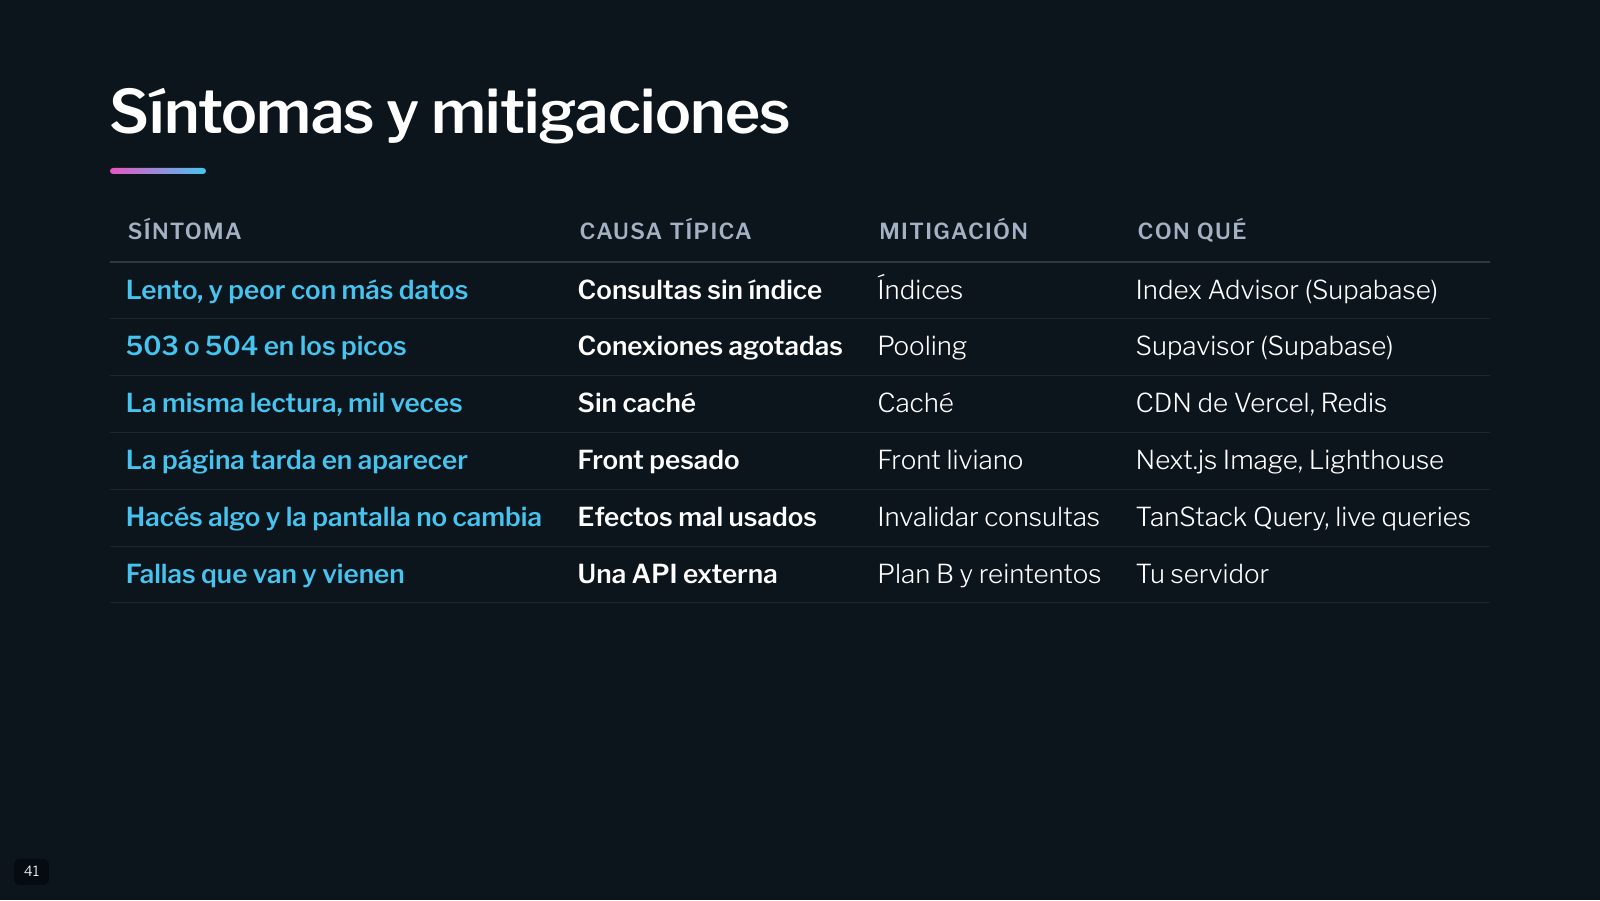 Síntomas y mitigaciones
SÍNTOMA CAUSA TÍPICA MITIGACIÓN CON QUÉ
Lento, y peor con más datos Consultas sin índice Índices Index Advisor (Supabase)
503 o 504 en los picos Conexiones agotadas Pooling Supavisor (Supabase)
La misma lectura, mil veces Sin caché Caché CDN de Vercel, Redis
La página tarda en aparecer Front pesado Front liviano Next.js Image, Lighthouse
Hacés algo y la pantalla no cambia Efectos mal usados Invalidar consultas TanStack Query, live queries
Fallas que van y vienen Una API externa Plan B y reintentos Tu servidor
41